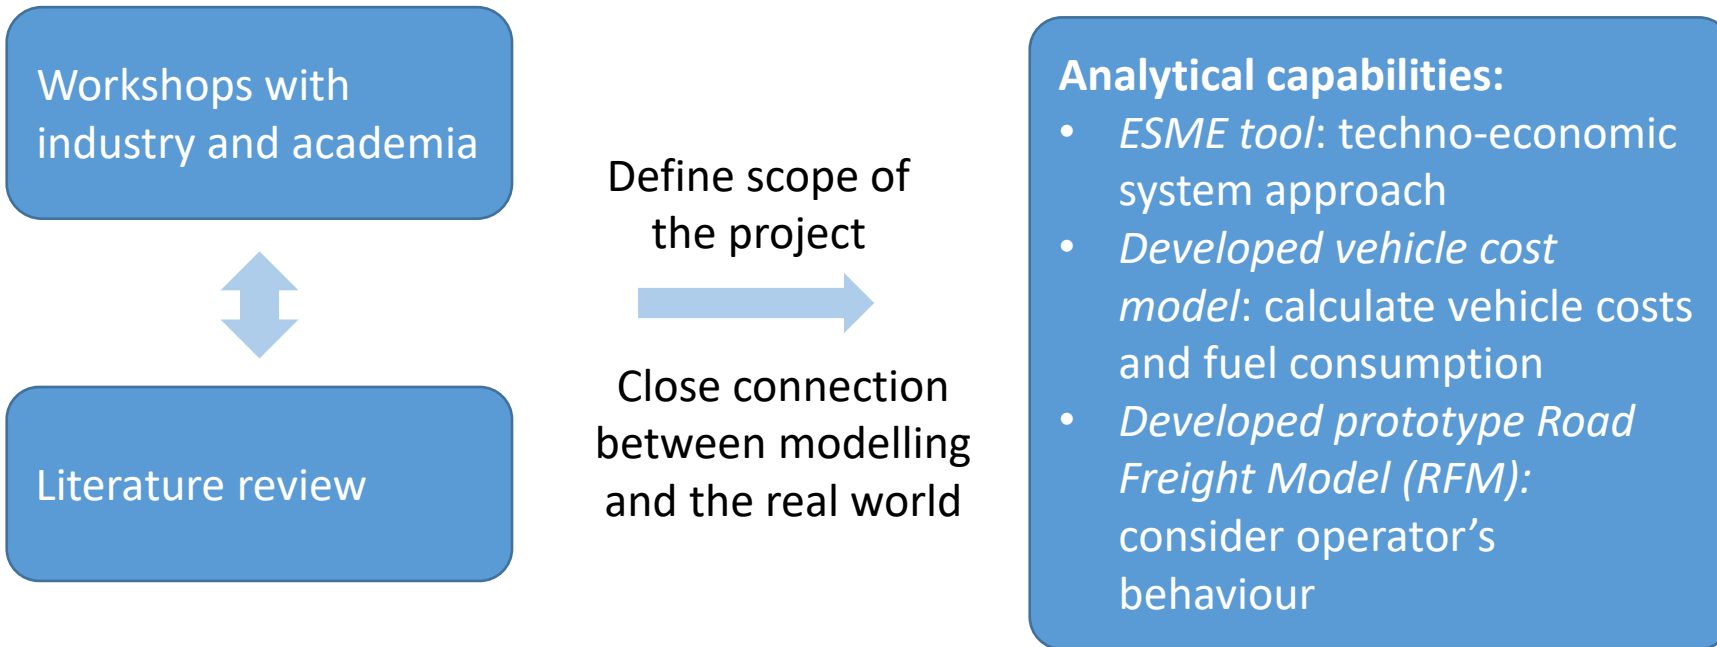 Workshops with
industry and academia
Literature review
Define scope of
the project
Close connection
between modelling
and the real world
Analytical capabilities:
• ESME tool: techno-economic
system approach
• Developed vehicle cost
model: calculate vehicle costs
and fuel consumption
• Developed prototype Road
Freight Model (RFM):
consider operator’s
behaviour